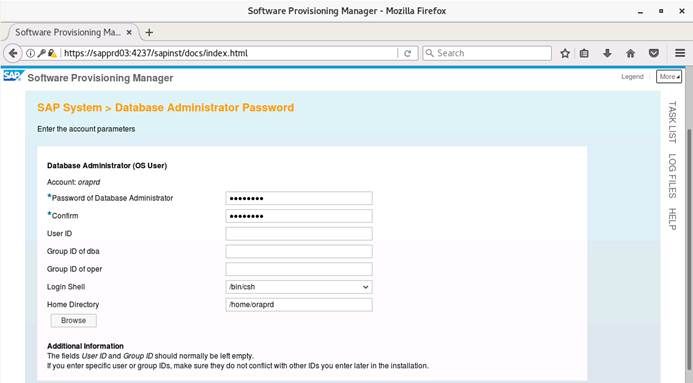 Software Provisioning Manager - Mozilla Firefox
Software Provisioning Ma...
https://sapprd03:4237/sapinst/docs/index.html
Search
SAP
Software Provisioning Manager
Legend
More
SAP System > Database Administrator Password
Enter the account parameters
Database Administrator (OS User)
Account: oraprd
*Password of Database Administrator ••••••••
*Confirm ••••••••
User ID
Group ID of dba
Group ID of oper
Login Shell /bin/csh
Home Directory /home/oraprd
Browse
Additional Information
The fields User ID and Group ID should normally be left empty.
If you enter specific user or group IDs, make sure they do not conflict with other IDs you enter later in the installation.
TASK LIST
LOG FILES
HELP